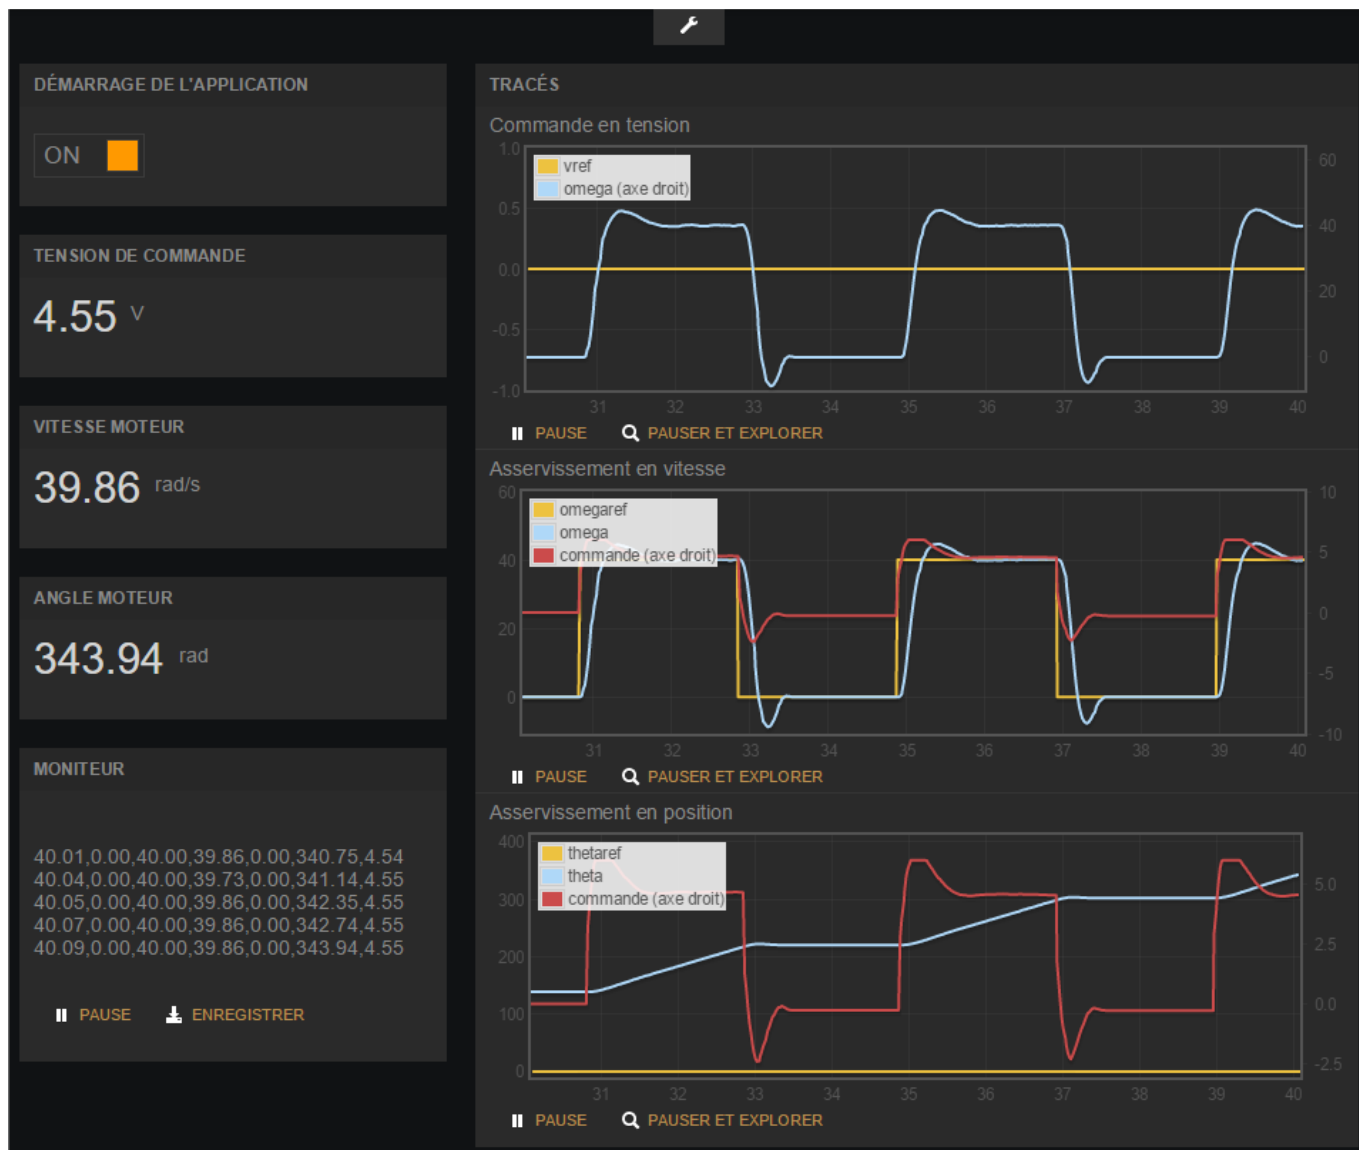 DÉMARRAGE DE L'APPLICATION
ON
TENSION DE COMMANDE
4.55 V
VITESSE MOTEUR
39.86 rad/s
ANGLE MOTEUR
343.94 rad
MONITEUR
40.01,0.00,40.00,39.86,0.00,340.75,4.54
40.04,0.00,40.00,39.73,0.00,341.14,4.55
40.05,0.00,40.00,39.86,0.00,342.35,4.55
40.07,0.00,40.00,39.86,0.00,342.74,4.55
40.09,0.00,40.00,39.86,0.00,343.94,4.55
PAUSE ENREGISTRER
TRACÉS
Commande en tension
vref
omega (axe droit)
1.0
0.5
0.0
-0.5
-1.0
60
40
20
0
31 32 33 34 35 36 37 38 39 40
PAUSE PAUSER ET EXPLORER
Asservissement en vitesse
omegaref
omega
commande (axe droit)
60
40
20
0
10
5
0
-5
-10
31 32 33 34 35 36 37 38 39 40
PAUSE PAUSER ET EXPLORER
Asservissement en position
thetaref
theta
commande (axe droit)
400
300
200
100
0
5.0
2.5
0.0
-2.5
31 32 33 34 35 36 37 38 39 40
PAUSE PAUSER ET EXPLORER